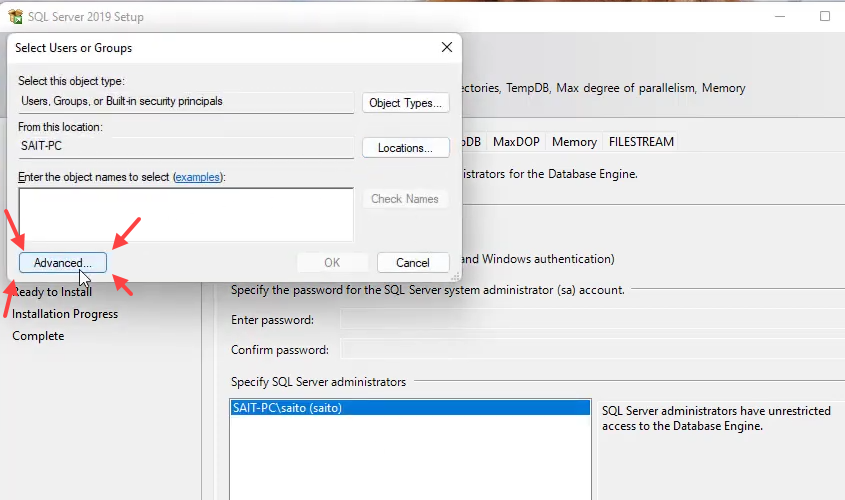 SQL Server 2019 Setup
Select Users or Groups
Select this object type:
Users, Groups, or Built-in security principals
Object Types...
From this location:
SAIT-PC
Locations...
Enter the object names to select (examples):
Check Names
Advanced...
OK
Cancel
ectories, TempDB, Max degree of parallelism, Memory
pDB
MaxDOP
Memory
FILESTREAM
istrators for the Database Engine.
and Windows authentication)
Ready to Install
Installation Progress
Complete
Specify the password for the SQL Server system administrator (sa) account.
Enter password:
Confirm password:
Specify SQL Server administrators
SAIT-PC\saito (saito)
SQL Server administrators have unrestricted
access to the Database Engine.